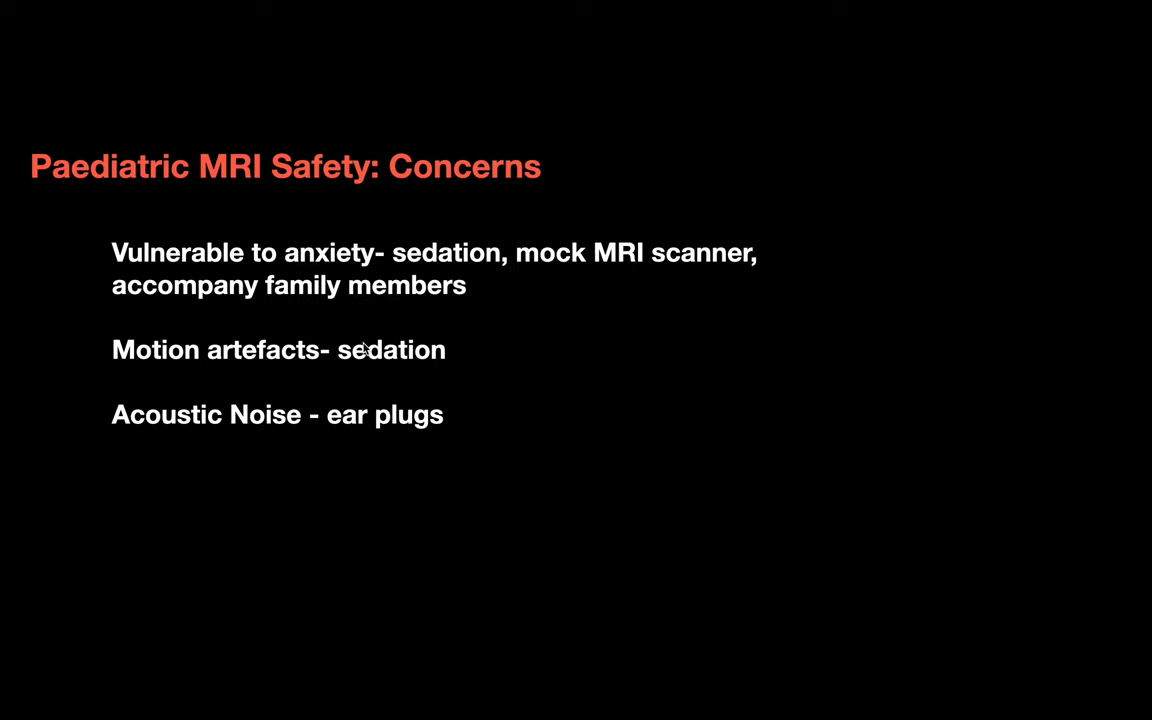 Paediatric MRI Safety: Concerns
Vulnerable to anxiety- sedation, mock MRI scanner,
accompany family members
Motion artefacts- sedation
Acoustic Noise - ear plugs